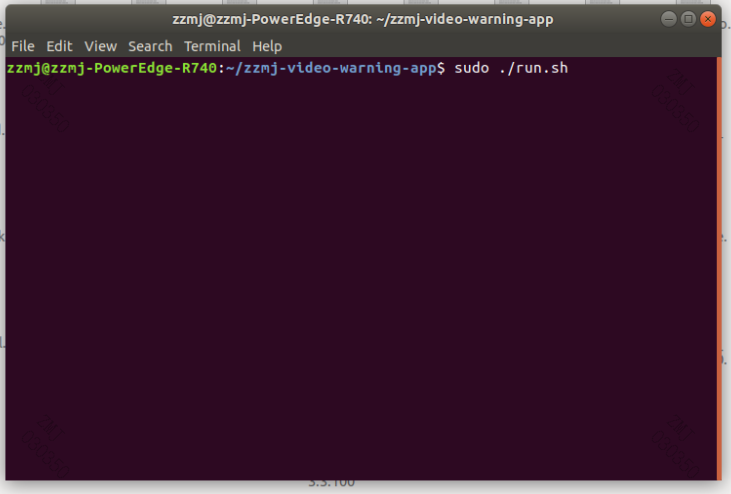 zzmj@zzmj-PowerEdge-R740: ~/zzmj-video-warning-app
File Edit View Search Terminal Help
zzmj@zzmj-PowerEdge-R740:~/zzmj-video-warning-app$ sudo ./run.sh
3.3.100